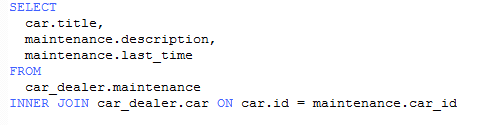 SELECT
  car.title,
  maintenance.description,
  maintenance.last_time
FROM
  car_dealer.maintenance
INNER JOIN car_dealer.car ON car.id = maintenance.car_id